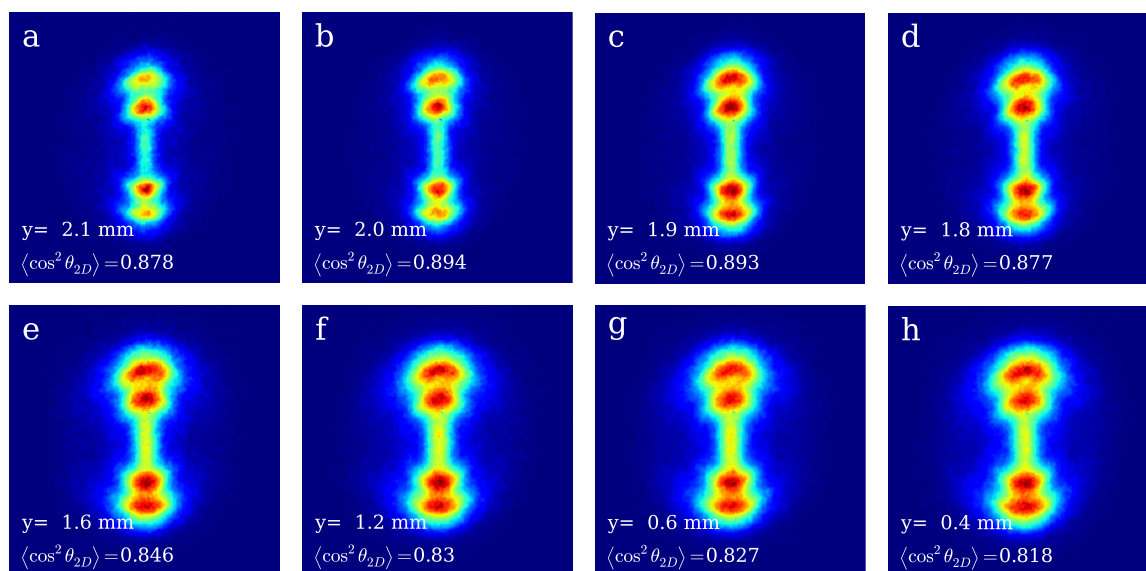 a
y= 2.1 mm
⟨cos² θ₂D⟩=0.878
b
y= 2.0 mm
⟨cos² θ₂D⟩=0.894
c
y= 1.9 mm
⟨cos² θ₂D⟩=0.893
d
y= 1.8 mm
⟨cos² θ₂D⟩=0.877
e
y= 1.6 mm
⟨cos² θ₂D⟩=0.846
f
y= 1.2 mm
⟨cos² θ₂D⟩=0.83
g
y= 0.6 mm
⟨cos² θ₂D⟩=0.827
h
y= 0.4 mm
⟨cos² θ₂D⟩=0.818